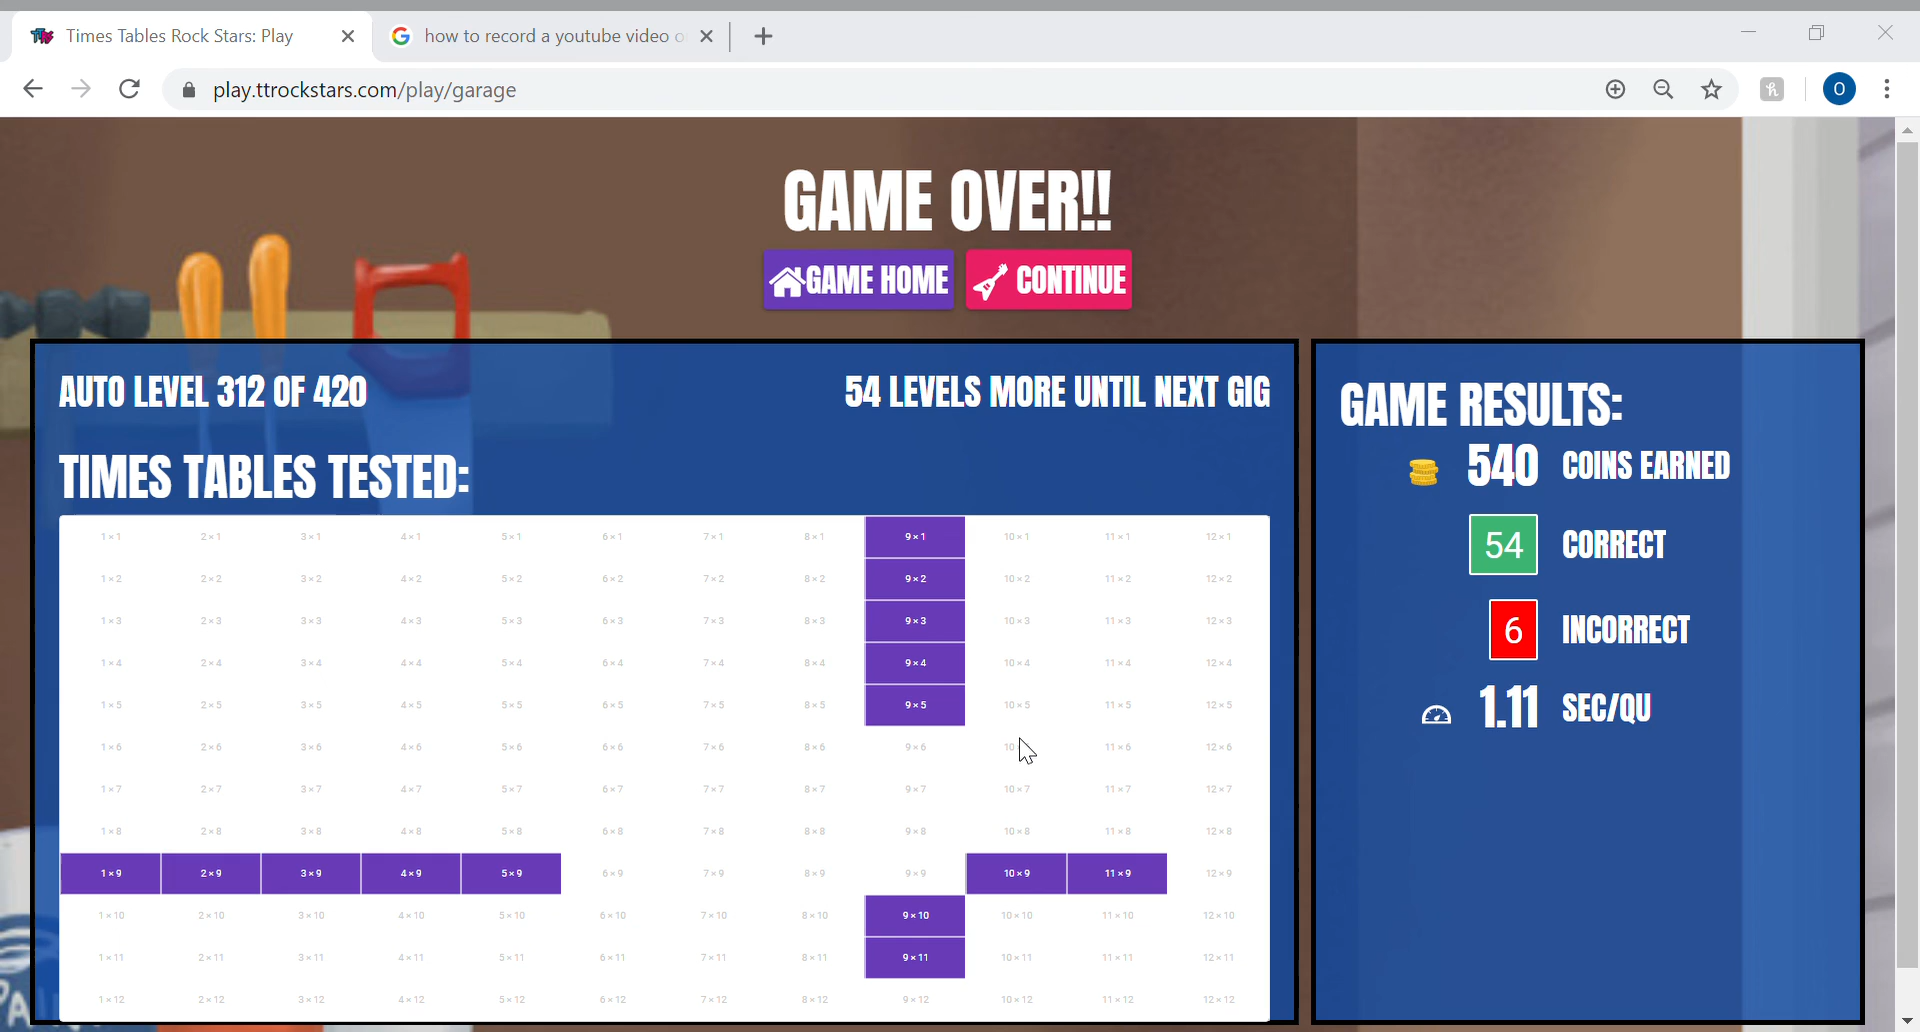 Times Tables Rock Stars: Play
how to record a youtube video o
play.ttrockstars.com/play/garage
O
GAME OVER!!
GAME HOME
CONTINUE
AUTO LEVEL 312 OF 420
54 LEVELS MORE UNTIL NEXT GIG
TIMES TABLES TESTED:
1×1 2×1 3×1 4×1 5×1 6×1 7×1 8×1 9×1 10×1 11×1 12×1
1×2 2×2 3×2 4×2 5×2 6×2 7×2 8×2 9×2 10×2 11×2 12×2
1×3 2×3 3×3 4×3 5×3 6×3 7×3 8×3 9×3 10×3 11×3 12×3
1×4 2×4 3×4 4×4 5×4 6×4 7×4 8×4 9×4 10×4 11×4 12×4
1×5 2×5 3×5 4×5 5×5 6×5 7×5 8×5 9×5 10×5 11×5 12×5
1×6 2×6 3×6 4×6 5×6 6×6 7×6 8×6 9×6 10 11×6 12×6
1×7 2×7 3×7 4×7 5×7 6×7 7×7 8×7 9×7 10×7 11×7 12×7
1×8 2×8 3×8 4×8 5×8 6×8 7×8 8×8 9×8 10×8 11×8 12×8
1×9 2×9 3×9 4×9 5×9 6×9 7×9 8×9 9×9 10×9 11×9 12×9
1×10 2×10 3×10 4×10 5×10 6×10 7×10 8×10 9×10 10×10 11×10 12×10
1×11 2×11 3×11 4×11 5×11 6×11 7×11 8×11 9×11 10×11 11×11 12×11
1×12 2×12 3×12 4×12 5×12 6×12 7×12 8×12 9×12 10×12 11×12 12×12
GAME RESULTS:
540 COINS EARNED
54 CORRECT
6 INCORRECT
1.11 SEC/QU